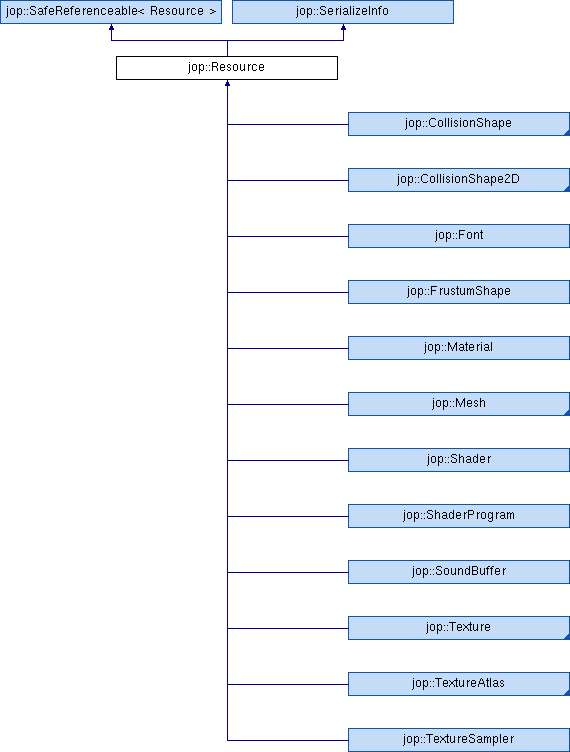 jop::SafeReferenceable< Resource >
jop::SerializeInfo
jop::Resource
jop::CollisionShape
jop::CollisionShape2D
jop::Font
jop::FrustumShape
jop::Material
jop::Mesh
jop::Shader
jop::ShaderProgram
jop::SoundBuffer
jop::Texture
jop::TextureAtlas
jop::TextureSampler